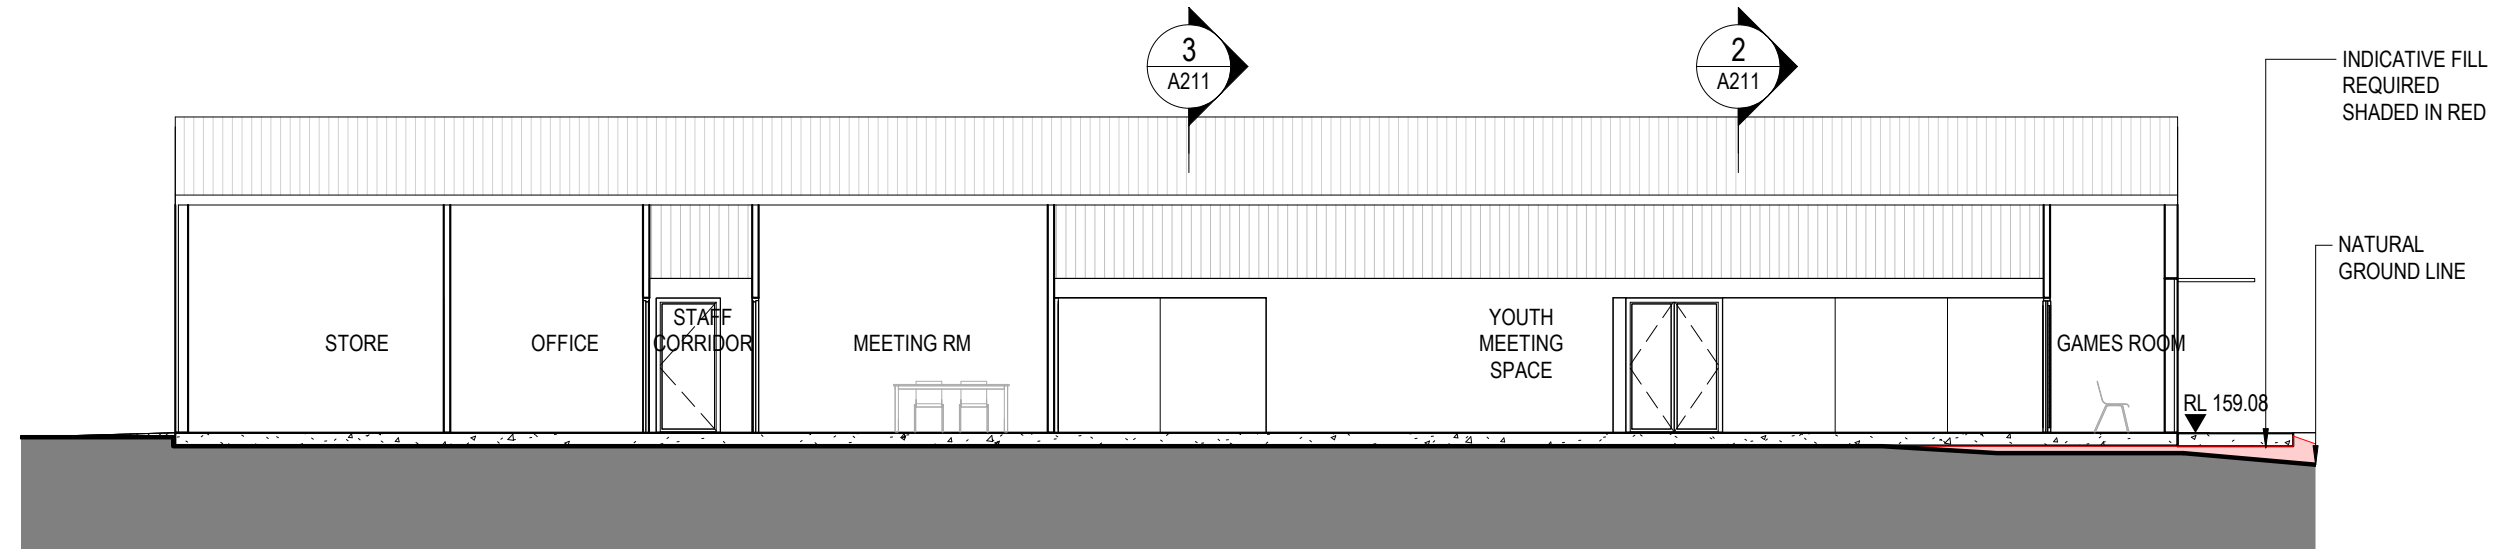 3
A211
2
A211
INDICATIVE FILL
REQUIRED
SHADED IN RED
NATURAL
GROUND LINE
STORE
OFFICE
STAFF
CORRIDOR
MEETING RM
YOUTH
MEETING
SPACE
GAMES ROOM
RL 159.08